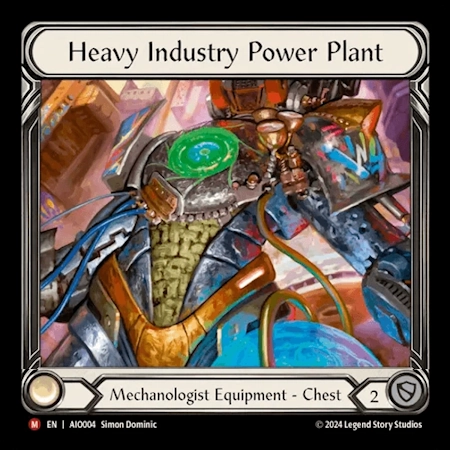 Heavy Industry Power Plant
Mechanologist Equipment - Chest 2
M EN | AIO004 Simon Dominic © 2024 Legend Story Studios